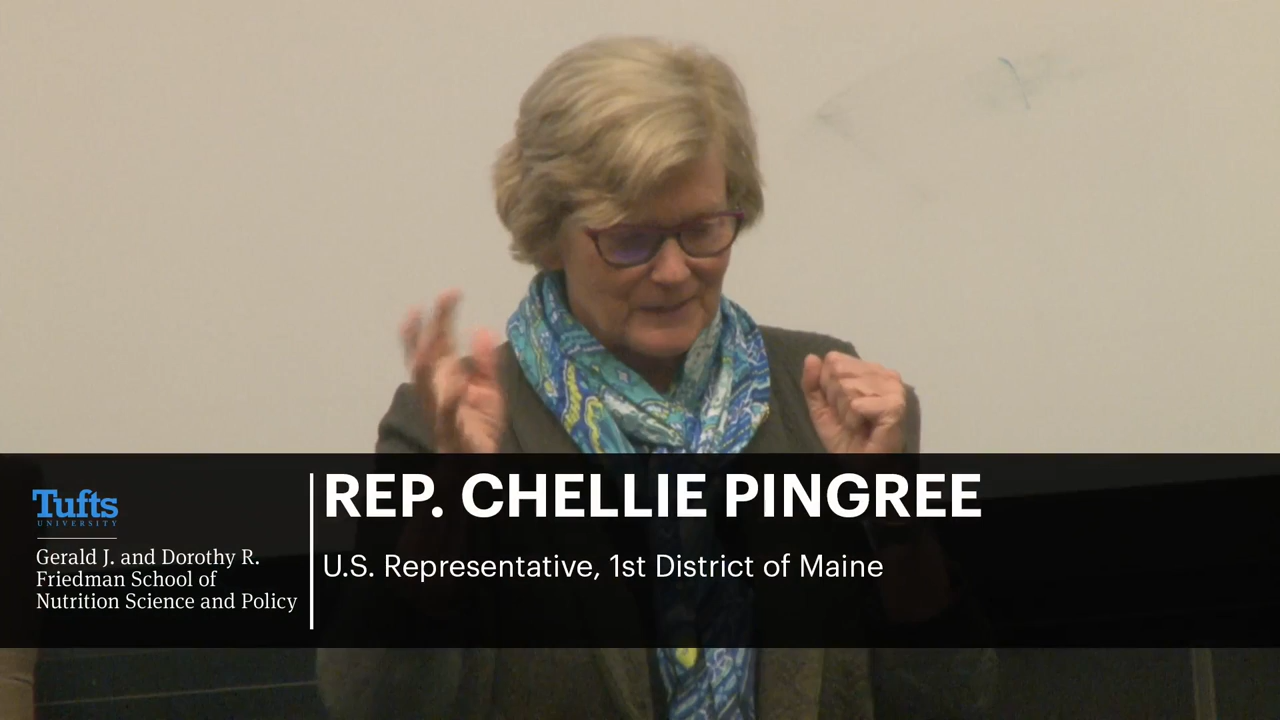 Tufts
UNIVERSITY
Gerald J. and Dorothy R.
Friedman School of
Nutrition Science and Policy
REP. CHELLIE PINGREE
U.S. Representative, 1st District of Maine